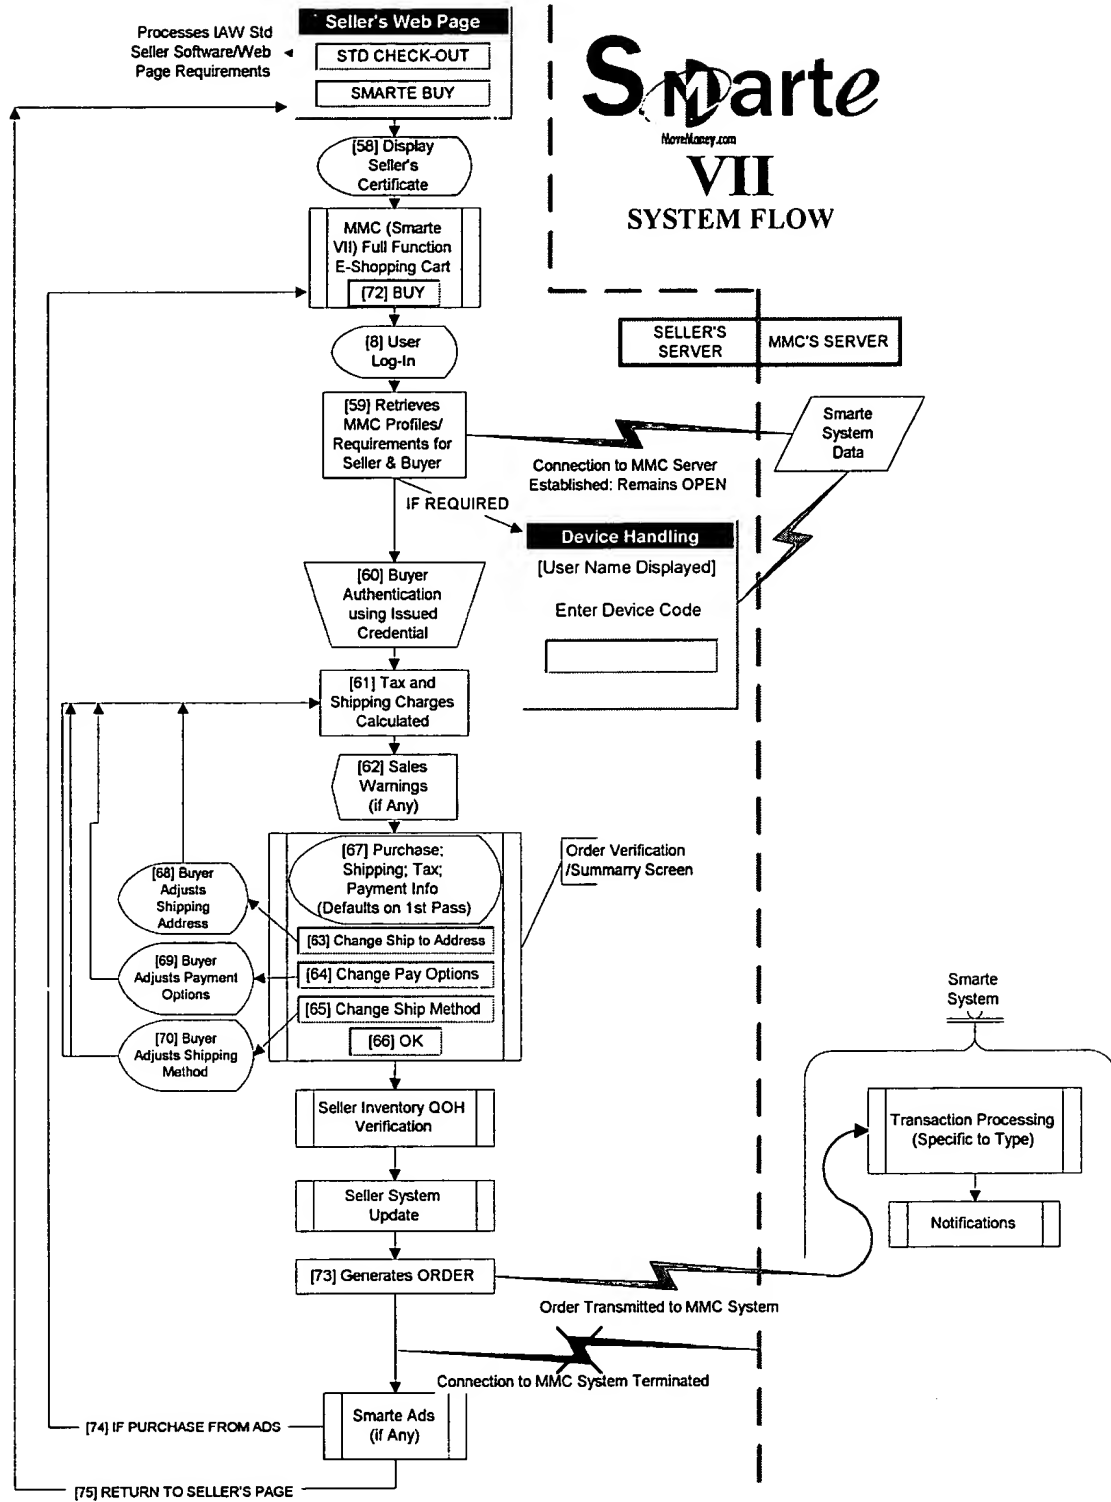 Seller's Web Page
Processes IAW Std
Seller Software/Web
Page Requirements
STD CHECK-OUT
SMARTE BUY
Smarte
MoveMoney.com
VII
SYSTEM FLOW
[58] Display
Seller's
Certificate
MMC (Smarte
VII) Full Function
E-Shopping Cart
[72] BUY
SELLER'S
SERVER
MMC'S SERVER
[8] User
Log-In
[59] Retrieves
MMC Profiles/
Requirements for
Seller & Buyer
Smarte
System
Data
Connection to MMC Server
Established: Remains OPEN
IF REQUIRED
Device Handling
[User Name Displayed]
Enter Device Code
[60] Buyer
Authentication
using Issued
Credential
[61] Tax and
Shipping Charges
Calculated
[62] Sales
Warnings
(if Any)
[67] Purchase;
Shipping; Tax;
Payment Info
(Defaults on 1st Pass)
Order Verification
/Summarry Screen
[68] Buyer
Adjusts
Shipping
Address
[63] Change Ship to Address
[69] Buyer
Adjusts Payment
Options
[64] Change Pay Options
[65] Change Ship Method
[70] Buyer
Adjusts Shipping
Method
[66] OK
Smarte
System
Seller Inventory QOH
Verification
Transaction Processing
(Specific to Type)
Seller System
Update
Notifications
[73] Generates ORDER
Order Transmitted to MMC System
Connection to MMC System Terminated
Smarte Ads
(if Any)
[74] IF PURCHASE FROM ADS
[75] RETURN TO SELLER'S PAGE